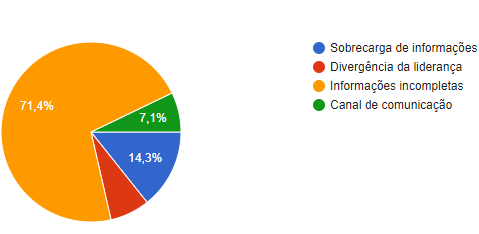 Sobrecarga de informações
Divergência da liderança
Informações incompletas
Canal de comunicação
71,4%
7,1%
14,3%